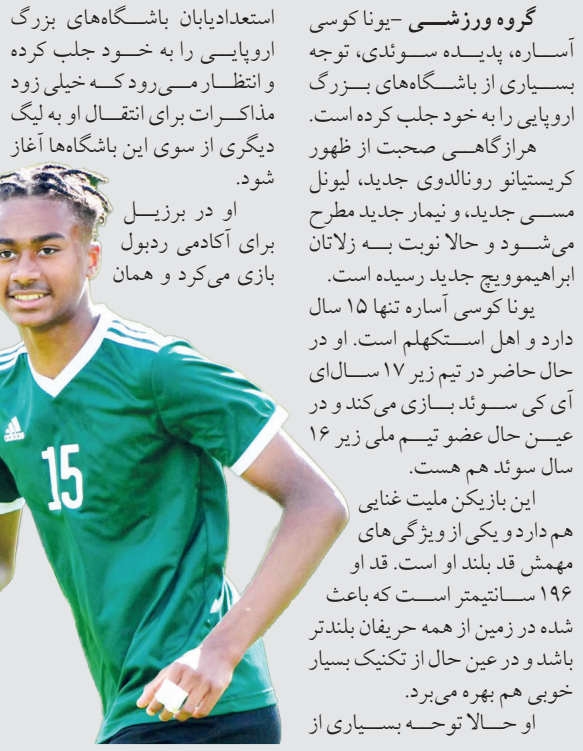 گروه ورزشی –یونا کوسی
آساره، پدیده سوئدی، توجه
بسیاری از باشگاه‌های بزرگ
اروپایی را به خود جلب کرده است.
هرازگاهی صحبت از ظهور
کریستیانو رونالدوی جدید، لیونل
مسی جدید، و نیمار جدید مطرح
می‌شود و حالا نوبت به زلاتان
ابراهیموویچ جدید رسیده است.
یونا کوسی آساره تنها ۱۵ سال
دارد و اهل استکهلم است. او در
حال حاضر در تیم زیر ۱۷ سال‌ای
آی کی سوئد بازی می‌کند و در
عین حال عضو تیم ملی زیر ۱۶
سال سوئد هم هست.
این بازیکن ملیت غنایی
هم دارد و یکی از ویژگی‌های
مهمش قد بلند او است. قد او
۱۹۶ سانتیمتر است که باعث
شده در زمین از همه حریفان بلندتر
باشد و در عین حال از تکنیک بسیار
خوبی هم بهره می‌برد.
او حالا توجه بسیاری از
استعدادیابان باشگاه‌های بزرگ
اروپایی را به خود جلب کرده
و انتظار می‌رود که خیلی زود
مذاکرات برای انتقال او به لیگ
دیگری از سوی این باشگاه‌ها آغاز
شود.
او در برزیل
برای آکادمی ردبول
بازی می‌کرد و همان
adidas
15